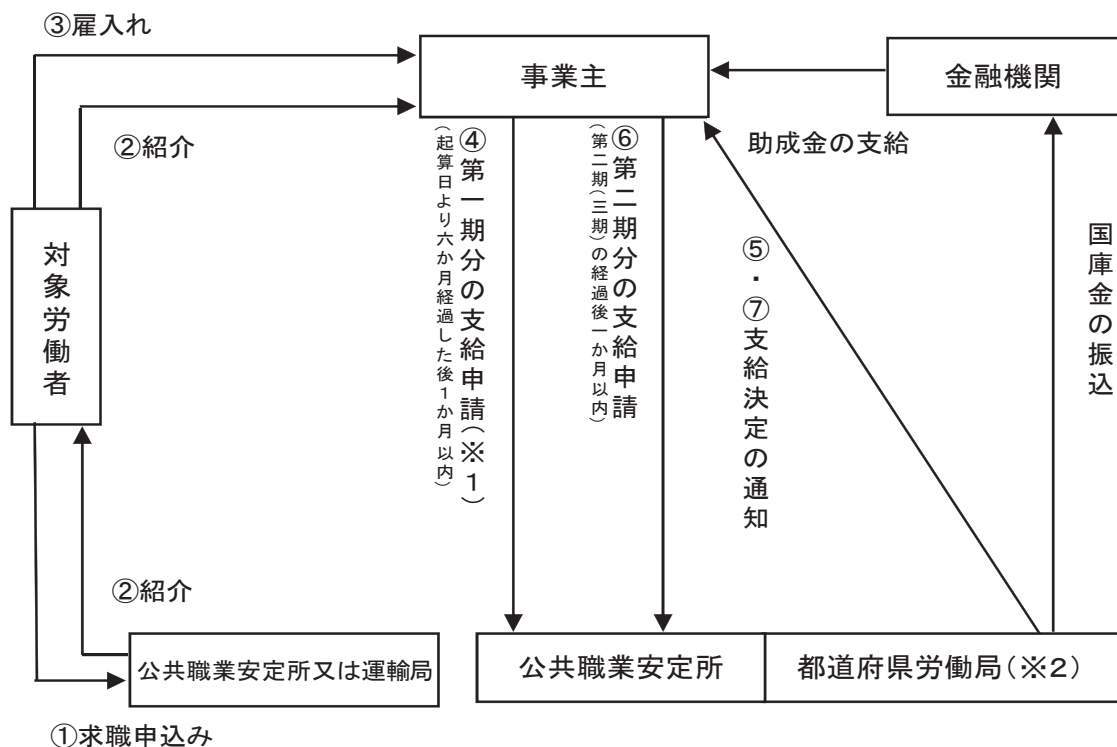 ③雇入れ
事業主
金融機関
②紹介
助成金の支給
④第一期分の支給申請(※1)
(起算日より六か月経過した後1か月以内)
⑥第二期分の支給申請
(第二期(三期)の経過後一か月以内)
⑤・⑦支給決定の通知
国庫金の振込
対象労働者
②紹介
公共職業安定所又は運輸局
公共職業安定所
都道府県労働局(※2)
①求職申込み